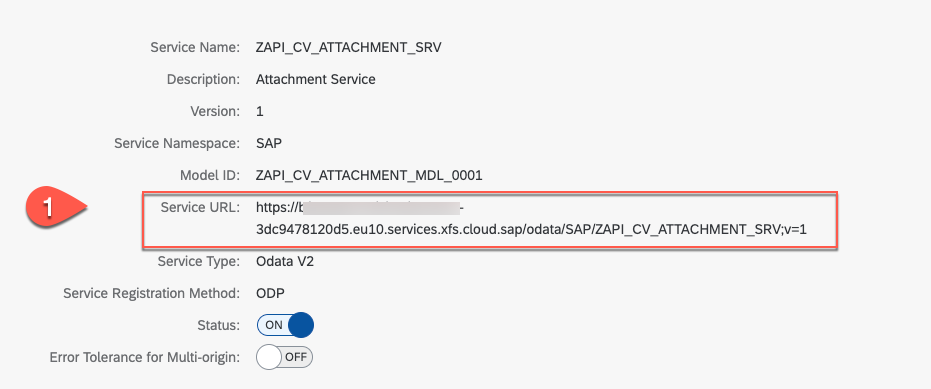 Service Name: ZAPI_CV_ATTACHMENT_SRV
Description: Attachment Service
Version: 1
Service Namespace: SAP
Model ID: ZAPI_CV_ATTACHMENT_MDL_0001
1
Service URL: https:// -
3dc9478120d5.eu10.services.xfs.cloud.sap/odata/SAP/ZAPI_CV_ATTACHMENT_SRV;v=1
Service Type: Odata V2
Service Registration Method: ODP
Status: ON
Error Tolerance for Multi-origin: OFF